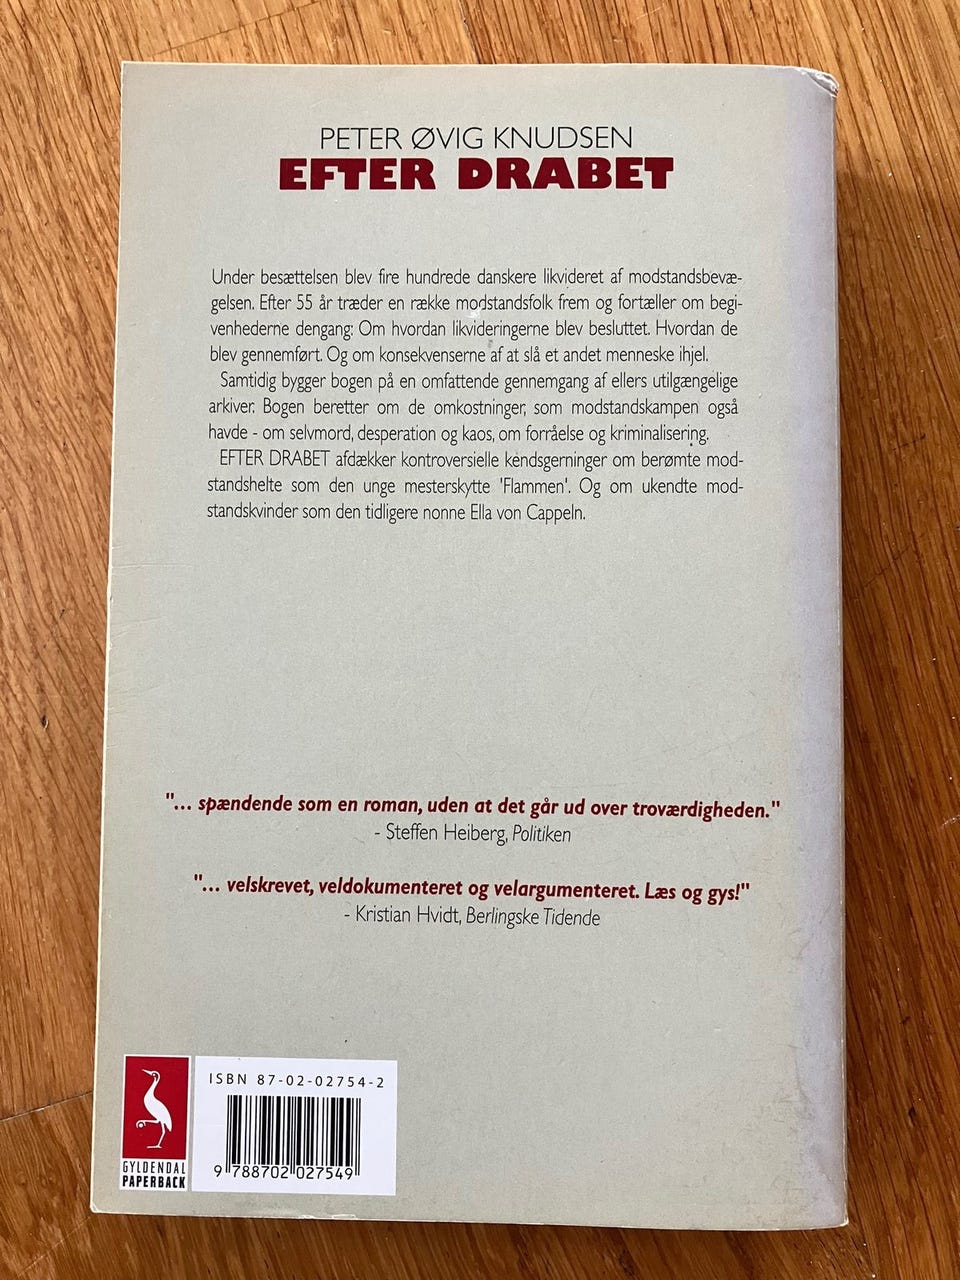 PETER ØVIG KNUDSEN
EFTER DRABET
Under besættelsen blev fire hundrede danskere likvideret af modstandsbevæ-
gelsen. Efter 55 år træder en række modstandsfolk frem og fortæller om begi-
venhederne dengang: Om hvordan likvideringerne blev besluttet. Hvordan de
blev gennemført. Og om konsekvenserne af at slå et andet menneske ihjel.
Samtidig bygger bogen på en omfattende gennemgang af ellers utilgængelige
arkiver. Bogen beretter om de omkostninger, som modstandskampen også
havde - om selvmord, desperation og kaos, om forråelse og kriminalisering.
EFTER DRABET afdækker kontroversielle kendsgerninger om berømte mod-
standshelte som den unge mesterskytte 'Flammen'. Og om ukendte mod-
standskvinder som den tidligere nonne Ella von Cappeln.
"... spændende som en roman, uden at det går ud over troværdigheden."
- Steffen Heiberg, Politiken
"... velskrevet, veldokumenteret og velargumenteret. Læs og gys!"
- Kristian Hvidt, Berlingske Tidende
ISBN 87-02-02754-2
9 788702 027549
GYLDENDAL
PAPERBACK